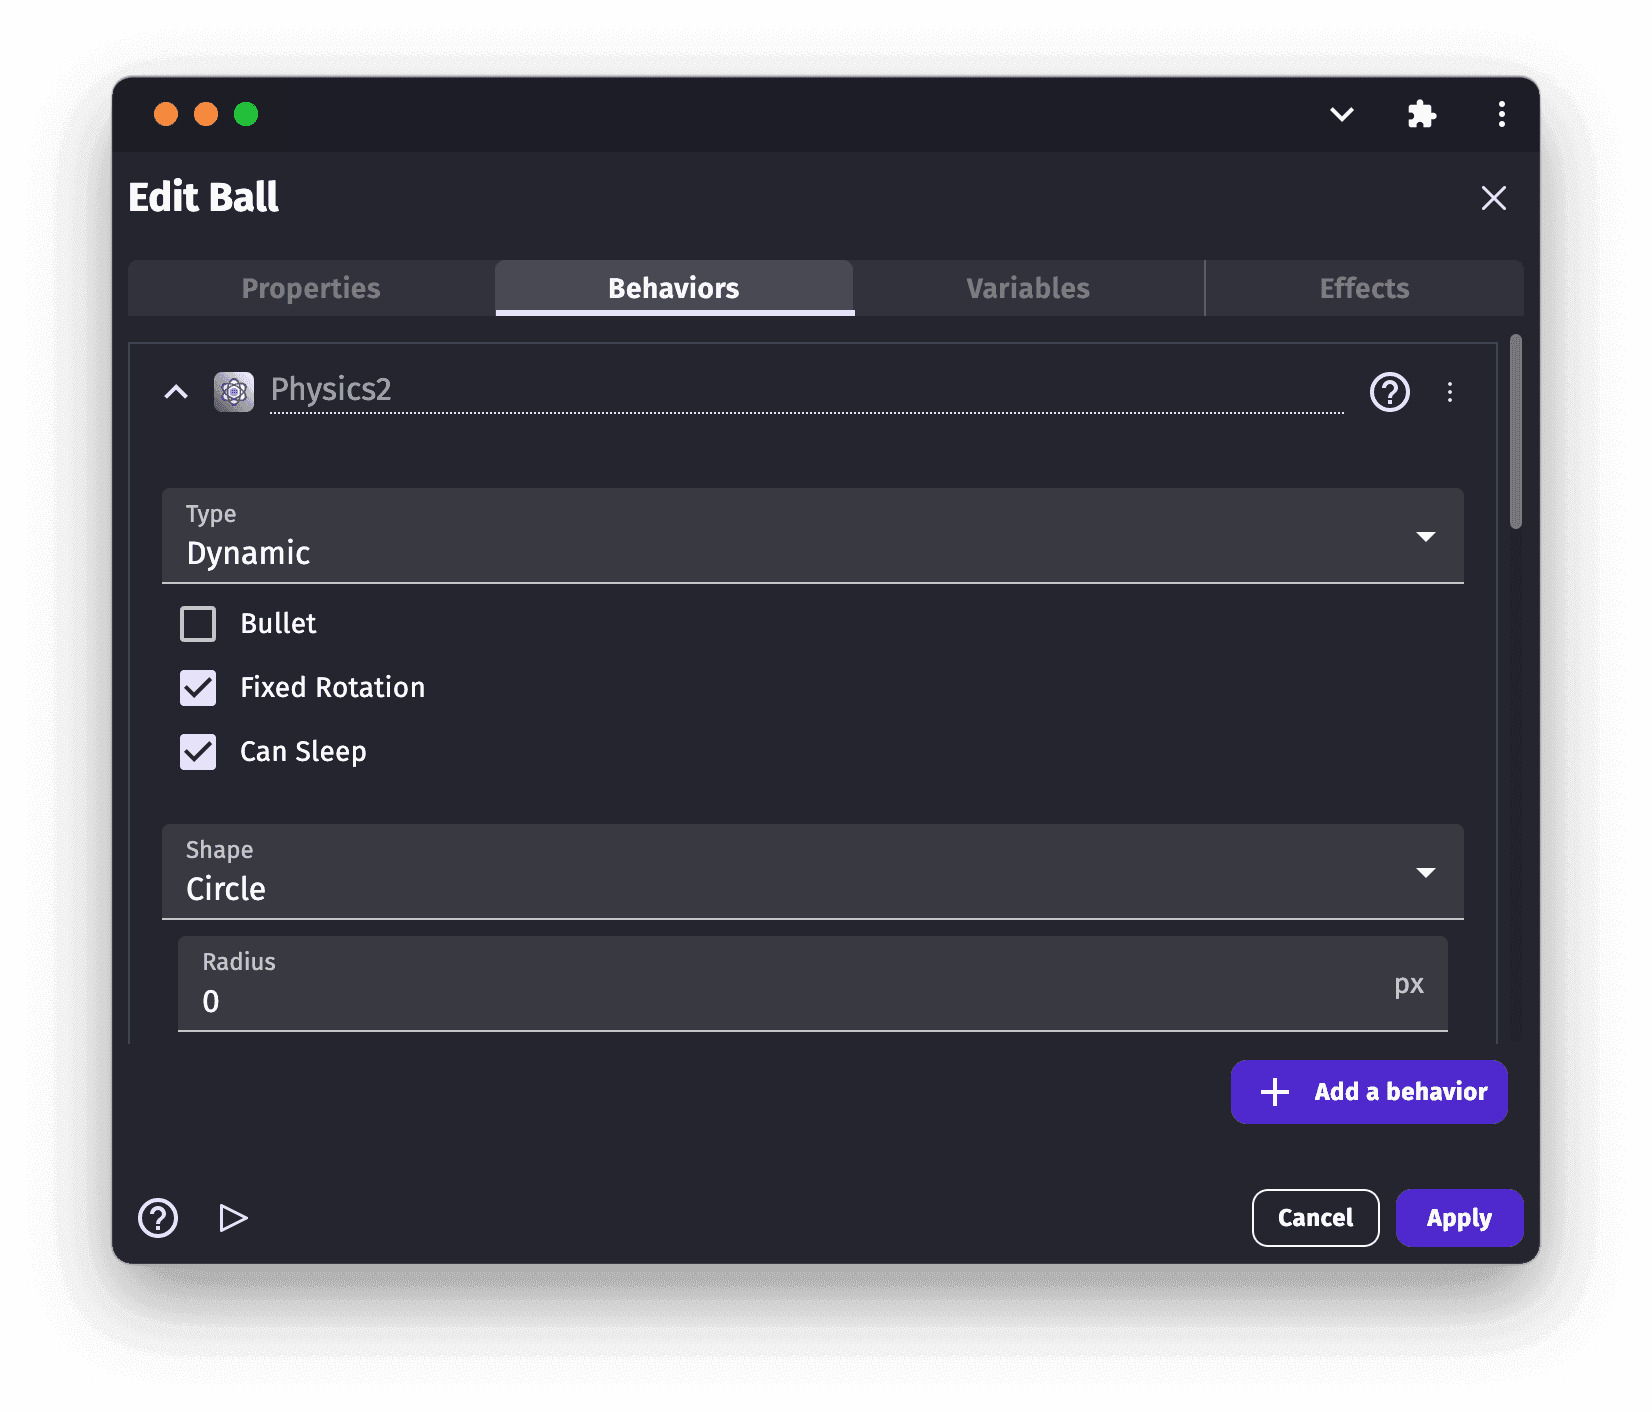 Edit Ball
Properties Behaviors Variables Effects
Physics2
Type
Dynamic
Bullet
Fixed Rotation
Can Sleep
Shape
Circle
Radius
0 px
Add a behavior
Cancel Apply